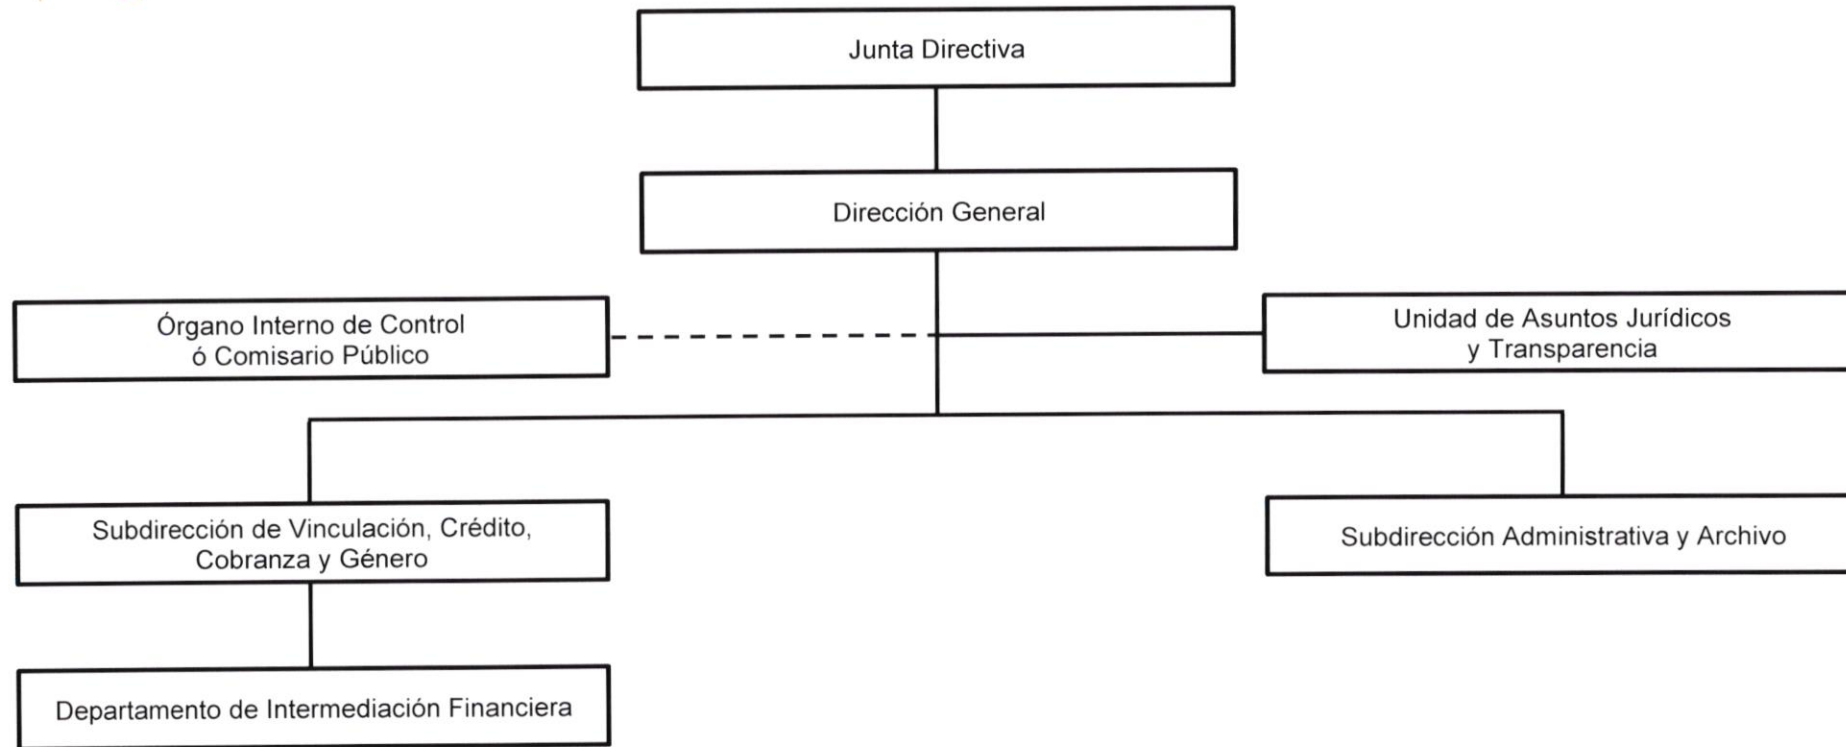 Junta Directiva
Dirección General
Órgano Interno de Control
ó Comisario Público
Unidad de Asuntos Jurídicos
y Transparencia
Subdirección de Vinculación, Crédito,
Cobranza y Género
Subdirección Administrativa y Archivo
Departamento de Intermediación Financiera